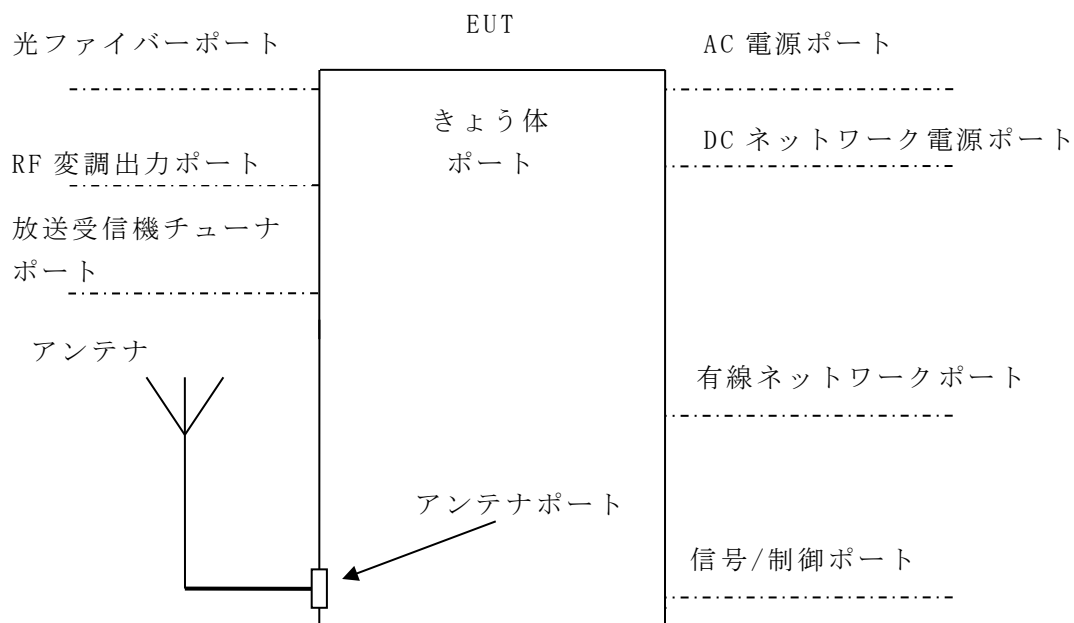 EUT
光ファイバーポート
AC 電源ポート
きょう体
ポート
DC ネットワーク電源ポート
RF 変調出力ポート
放送受信機チューナ
ポート
アンテナ
有線ネットワークポート
アンテナポート
信号/制御ポート